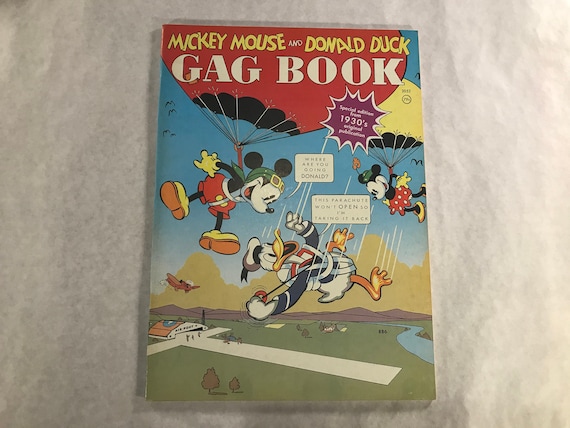 MICKEY MOUSE AND DONALD DUCK
GAG BOOK
Special edition
from
1930's
original
publication
WHERE
ARE YOU
GOING
DONALD?
THIS PARACHUTE
WON'T OPEN SO
I'M
TAKING IT BACK